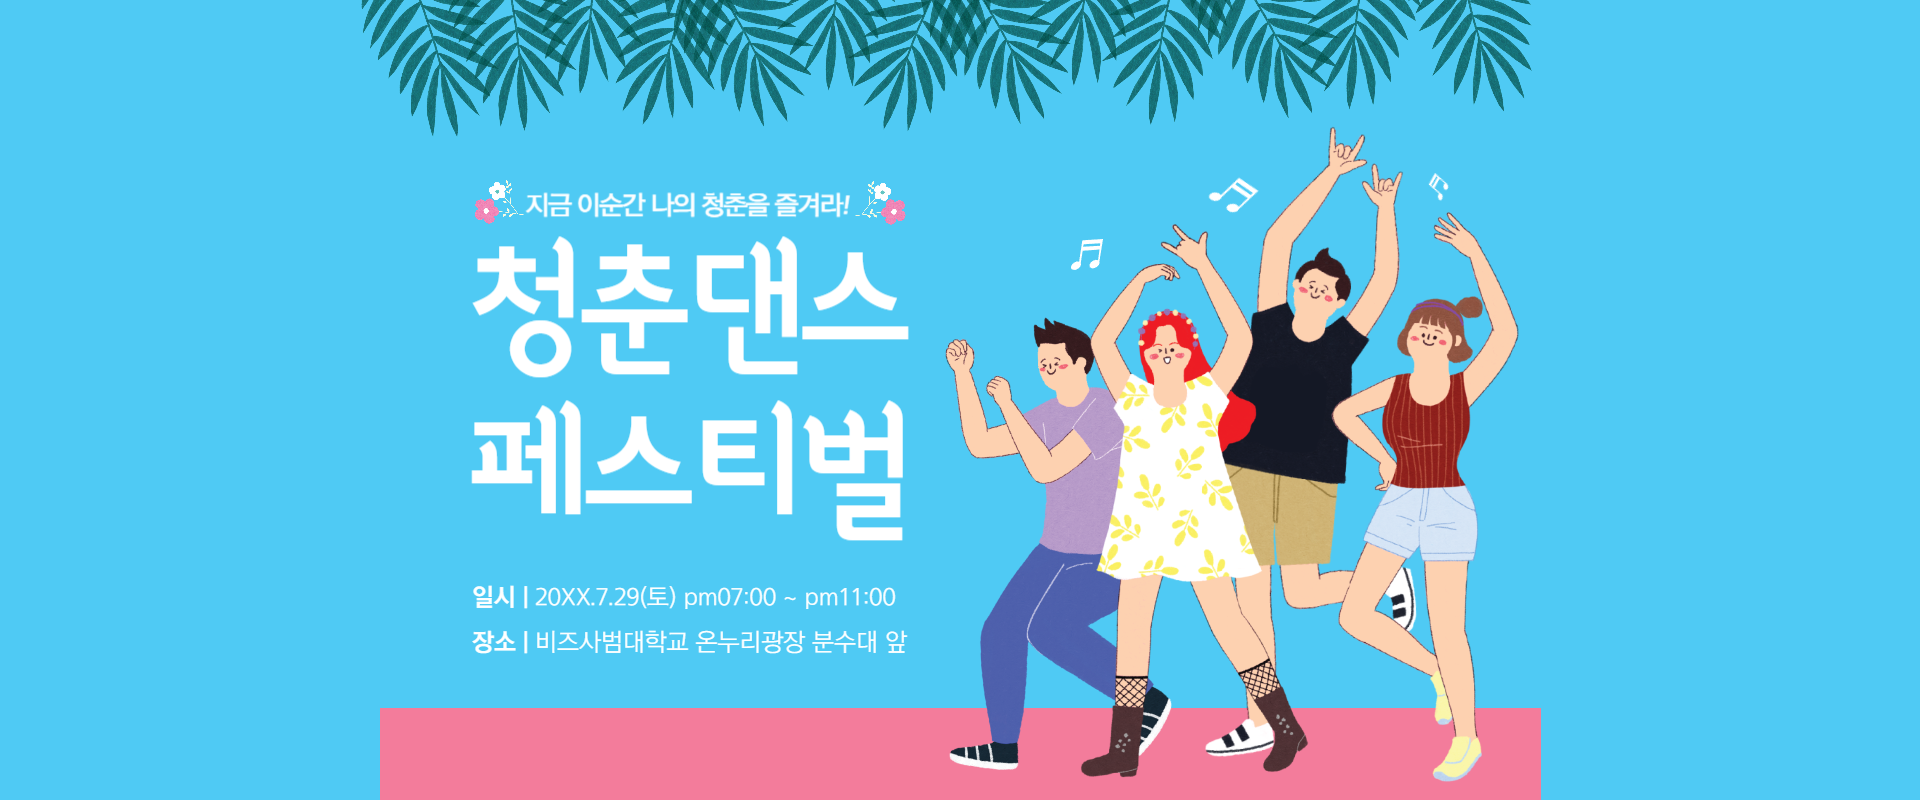 지금 이순간 나의 청춘을 즐겨라!
청춘댄스
페스티벌
일시 | 20XX.7.29(토) pm07:00 ~ pm11:00
장소 | 비즈사범대학교 온누리광장 분수대 앞